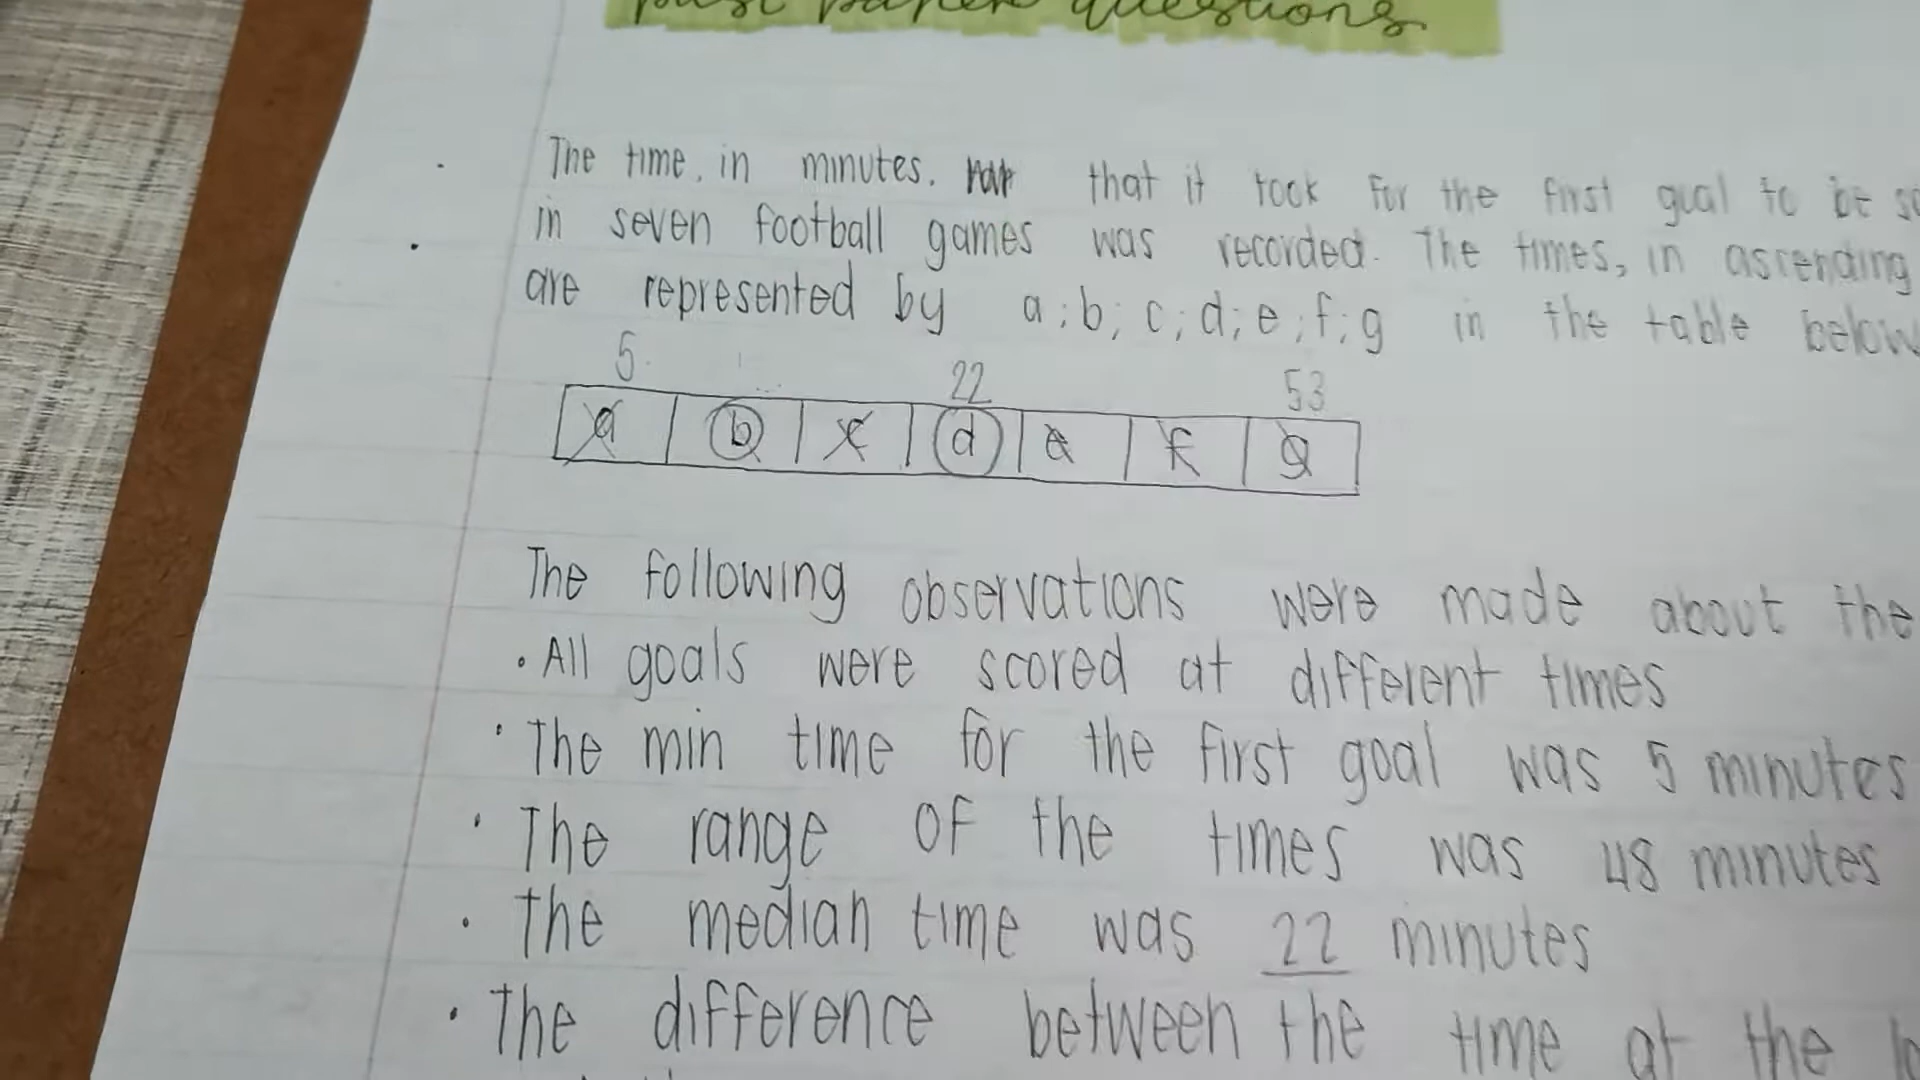 past paper questions
The time, in minutes, that it took for the first goal to be
in seven football games was recorded. The times, in ascending
are represented by a; b; c; d; e; f; g in the table below
5 22 53
a b c d e f g
The following observations were made about the
• All goals were scored at different times
• The min time for the first goal was 5 minutes
• The range of the times was 48 minutes
• The median time was 22 minutes
• The difference between the time at the